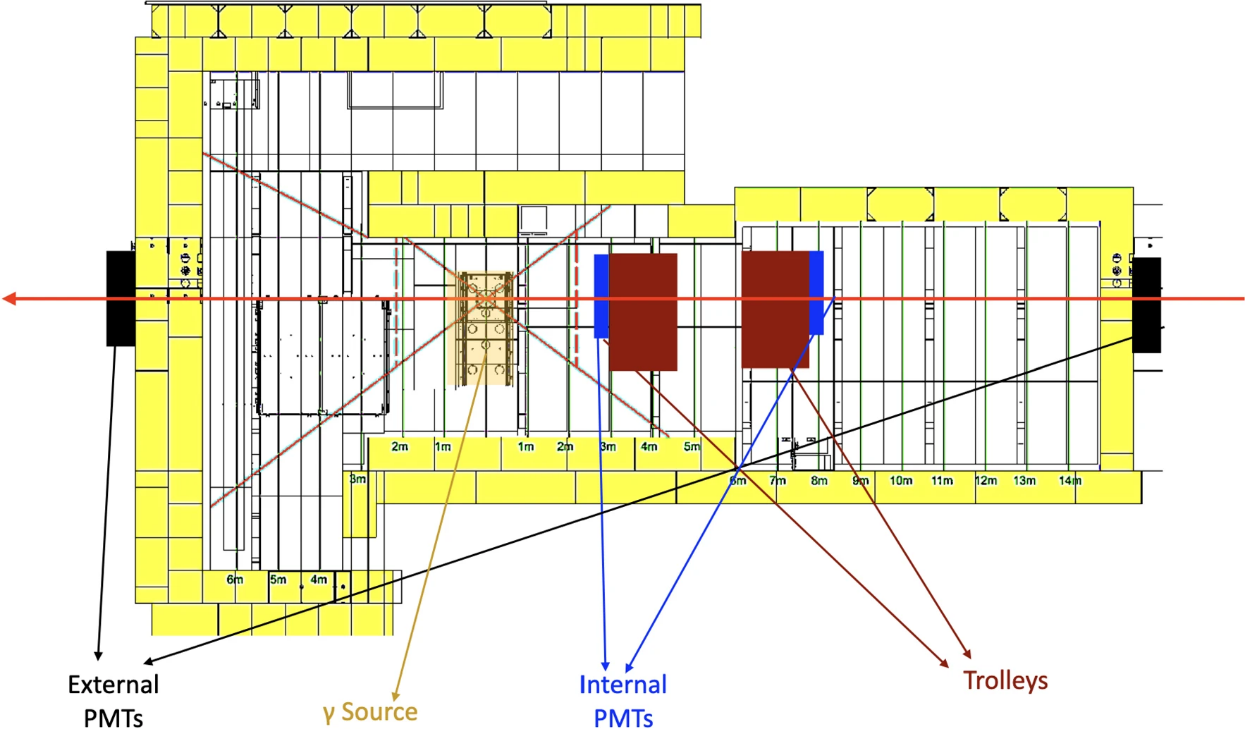 2m 1m 1m 2m 3m 4m 5m
3m 6m 7m 8m 9m 10m 11m 12m 13m 14m
6m 5m 4m
External
PMTs
γ Source
Internal
PMTs
Trolleys